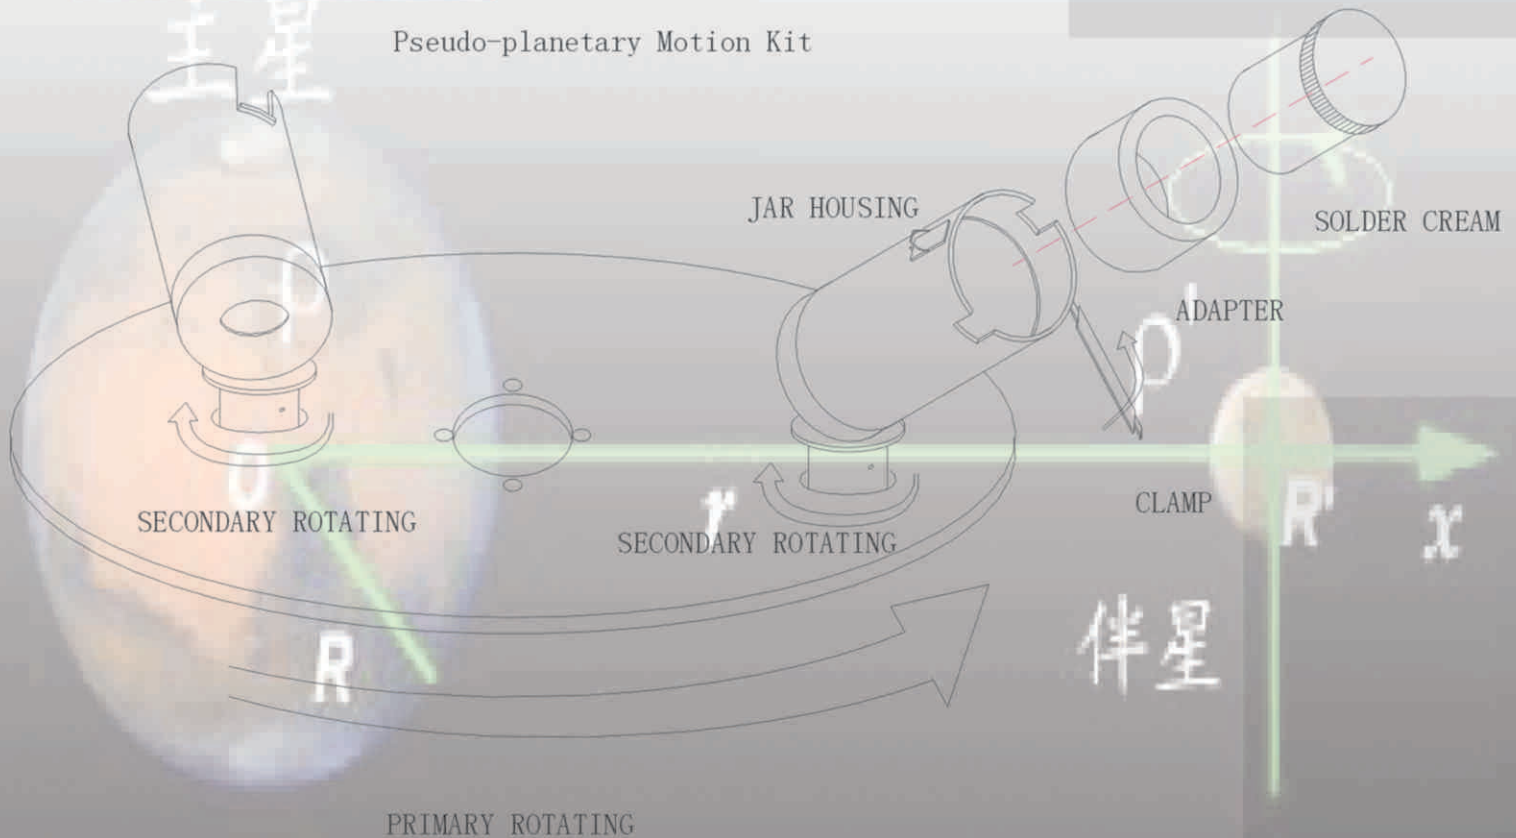 主星
Pseudo-planetary Motion Kit
JAR HOUSING
SOLDER CREAM
ρ
ADAPTER
ρ'
O
SECONDARY ROTATING
r
SECONDARY ROTATING
CLAMP
R'
x
伴星
R
PRIMARY ROTATING